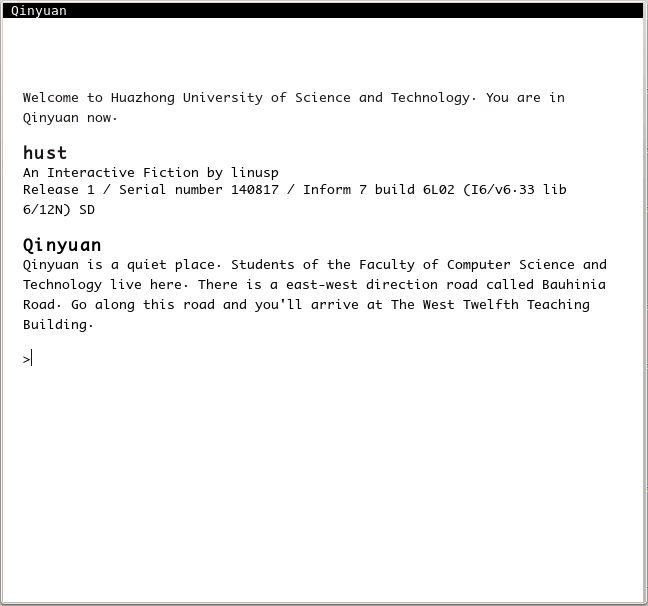 Qinyuan
Welcome to Huazhong University of Science and Technology. You are in
Qinyuan now.
hust
An Interactive Fiction by linusp
Release 1 / Serial number 140817 / Inform 7 build 6L02 (I6/v6.33 lib
6/12N) SD
Qinyuan
Qinyuan is a quiet place. Students of the Faculty of Computer Science and
Technology live here. There is a east-west direction road called Bauhinia
Road. Go along this road and you'll arrive at The West Twelfth Teaching
Building.
>